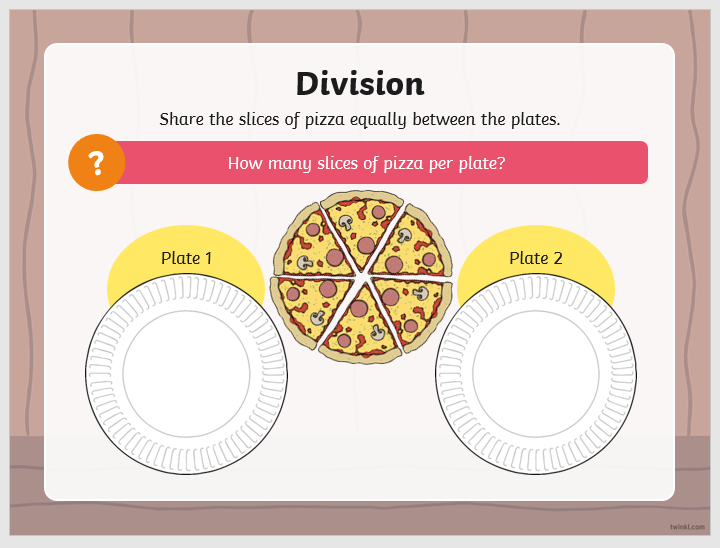 Division
Share the slices of pizza equally between the plates.
?
How many slices of pizza per plate?
Plate 1
Plate 2
twinkl.com